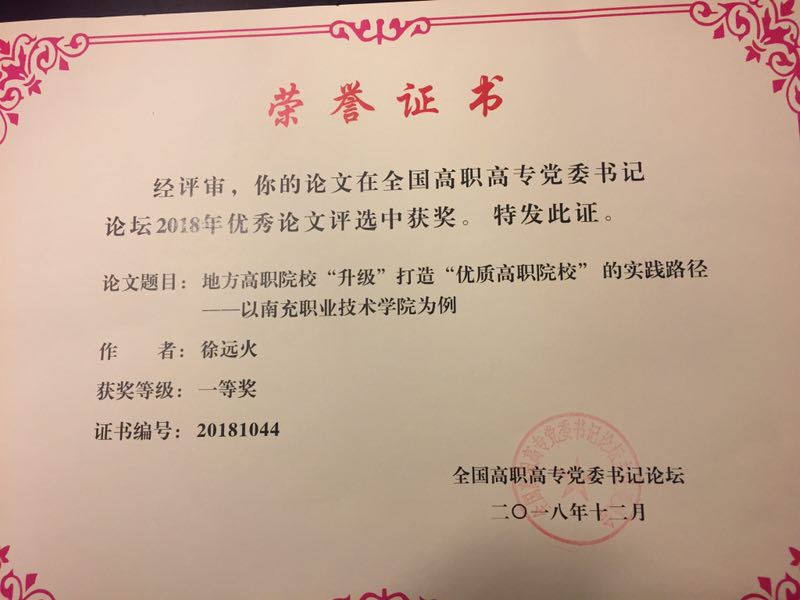 荣誉证书
经评审，你的论文在全国高职高专党委书记
论坛2018年优秀论文评选中获奖。特发此证。
论文题目：地方高职院校“升级”打造“优质高职院校”的实践路径
——以南充职业技术学院为例
作　　者：徐远火
获奖等级：一等奖
证书编号：20181044
全国高职高专党委书记论坛
二〇一八年十二月